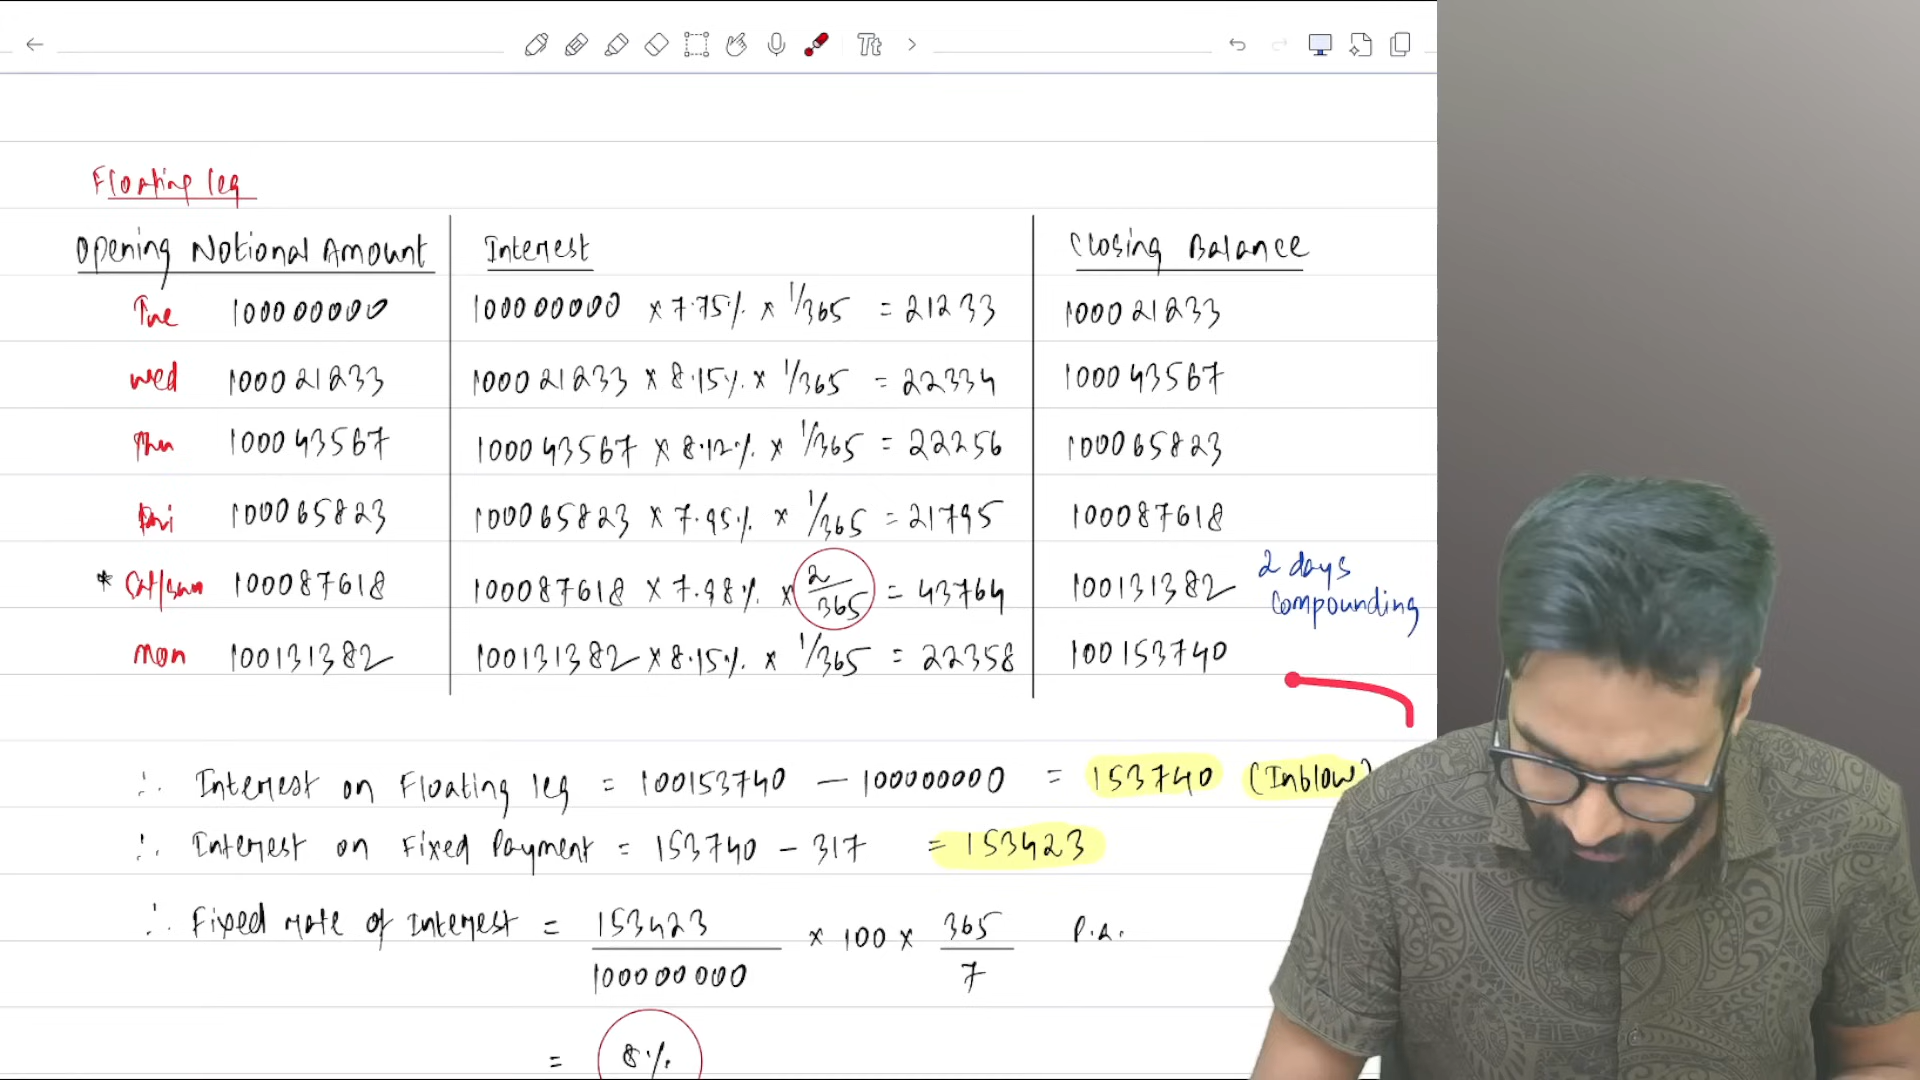 Tt
Floating leg
Opening Notional Amount Interest Closing Balance
Tue 100000000 100000000 × 7.75% × 1/365 = 21233 100021233
Wed 100021233 100021233 × 8.15% × 1/365 = 22334 100043567
Thu 100043567 100043567 × 8.12% × 1/365 = 22256 100065823
Fri 100065823 100065823 × 7.95% × 1/365 = 21795 100087618
* Sat/Sun 100087618 100087618 × 7.98% × 2/365 = 43764 100131382 2 days
compounding
Mon 100131382 100131382 × 8.15% × 1/365 = 22358 100153740
∴ Interest on Floating leg = 100153740 — 100000000 = 153740 (Inflow)
∴ Interest on Fixed Payment = 153740 - 317 = 153423
∴ Fixed rate of Interest = 153423/100000000 × 100 × 365/7 P.a.
= 8%